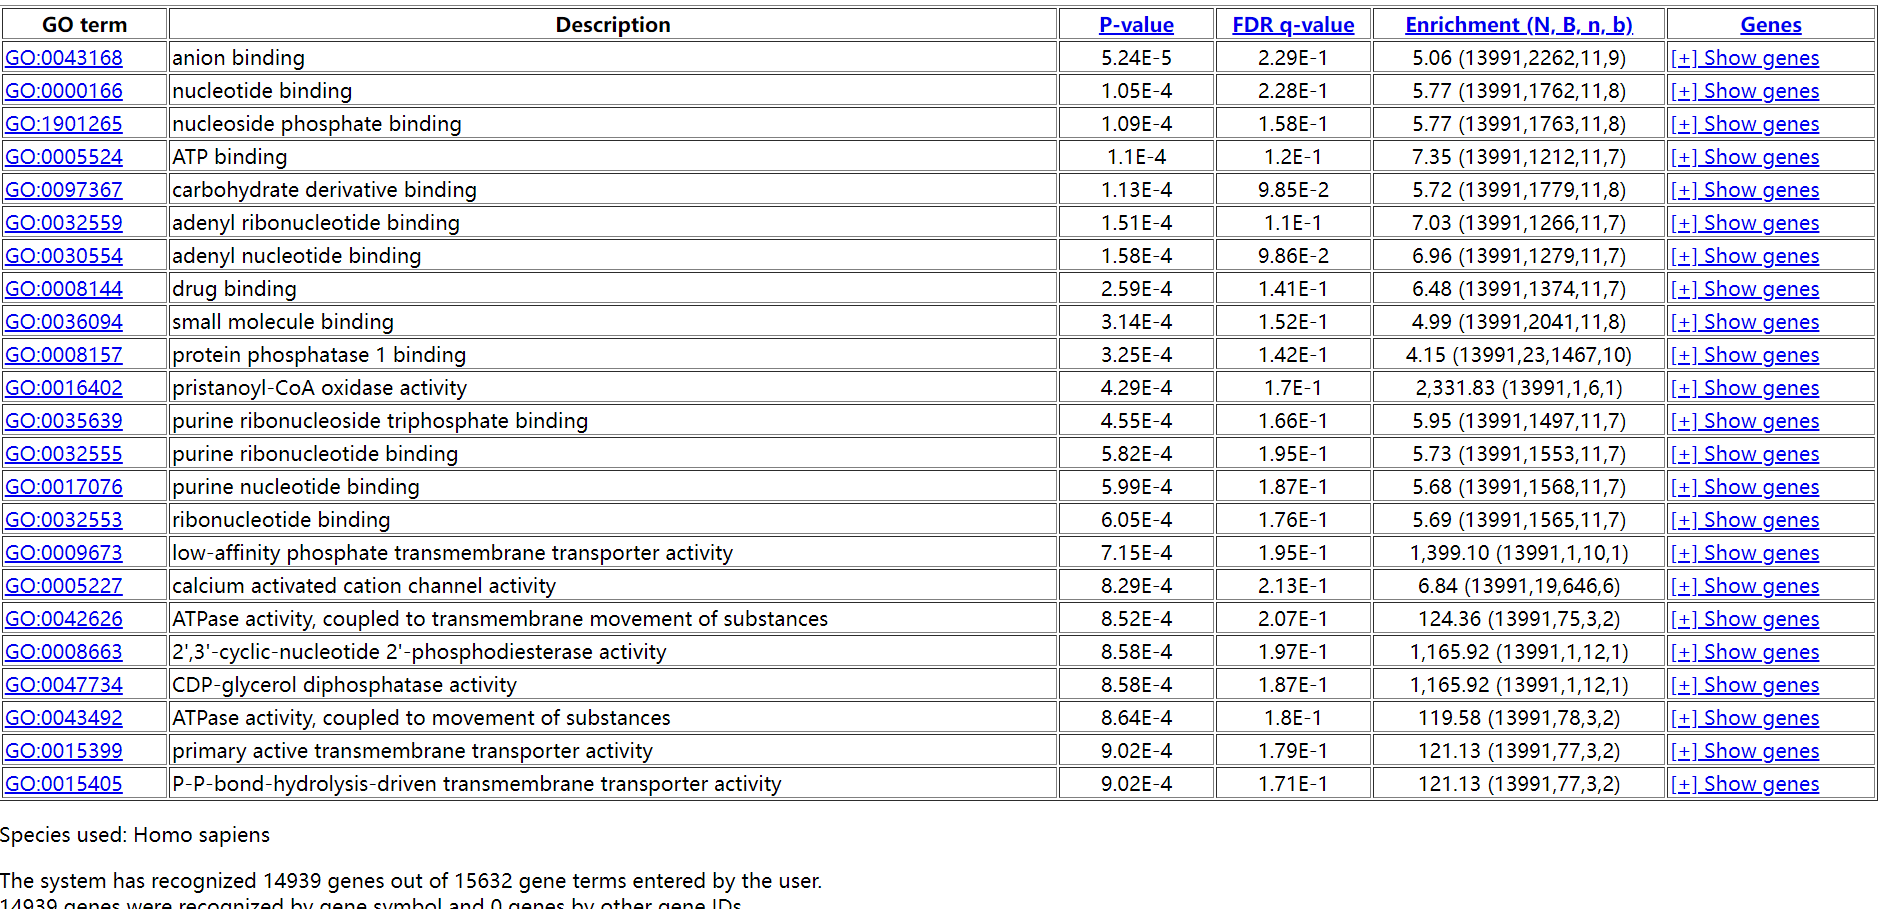 GO term Description P-value FDR q-value Enrichment (N, B, n, b) Genes
GO:0043168 anion binding 5.24E-5 2.29E-1 5.06 (13991,2262,11,9) [+] Show genes
GO:0000166 nucleotide binding 1.05E-4 2.28E-1 5.77 (13991,1762,11,8) [+] Show genes
GO:1901265 nucleoside phosphate binding 1.09E-4 1.58E-1 5.77 (13991,1763,11,8) [+] Show genes
GO:0005524 ATP binding 1.1E-4 1.2E-1 7.35 (13991,1212,11,7) [+] Show genes
GO:0097367 carbohydrate derivative binding 1.13E-4 9.85E-2 5.72 (13991,1779,11,8) [+] Show genes
GO:0032559 adenyl ribonucleotide binding 1.51E-4 1.1E-1 7.03 (13991,1266,11,7) [+] Show genes
GO:0030554 adenyl nucleotide binding 1.58E-4 9.86E-2 6.96 (13991,1279,11,7) [+] Show genes
GO:0008144 drug binding 2.59E-4 1.41E-1 6.48 (13991,1374,11,7) [+] Show genes
GO:0036094 small molecule binding 3.14E-4 1.52E-1 4.99 (13991,2041,11,8) [+] Show genes
GO:0008157 protein phosphatase 1 binding 3.25E-4 1.42E-1 4.15 (13991,23,1467,10) [+] Show genes
GO:0016402 pristanoyl-CoA oxidase activity 4.29E-4 1.7E-1 2,331.83 (13991,1,6,1) [+] Show genes
GO:0035639 purine ribonucleoside triphosphate binding 4.55E-4 1.66E-1 5.95 (13991,1497,11,7) [+] Show genes
GO:0032555 purine ribonucleotide binding 5.82E-4 1.95E-1 5.73 (13991,1553,11,7) [+] Show genes
GO:0017076 purine nucleotide binding 5.99E-4 1.87E-1 5.68 (13991,1568,11,7) [+] Show genes
GO:0032553 ribonucleotide binding 6.05E-4 1.76E-1 5.69 (13991,1565,11,7) [+] Show genes
GO:0009673 low-affinity phosphate transmembrane transporter activity 7.15E-4 1.95E-1 1,399.10 (13991,1,10,1) [+] Show genes
GO:0005227 calcium activated cation channel activity 8.29E-4 2.13E-1 6.84 (13991,19,646,6) [+] Show genes
GO:0042626 ATPase activity, coupled to transmembrane movement of substances 8.52E-4 2.07E-1 124.36 (13991,75,3,2) [+] Show genes
GO:0008663 2',3'-cyclic-nucleotide 2'-phosphodiesterase activity 8.58E-4 1.97E-1 1,165.92 (13991,1,12,1) [+] Show genes
GO:0047734 CDP-glycerol diphosphatase activity 8.58E-4 1.87E-1 1,165.92 (13991,1,12,1) [+] Show genes
GO:0043492 ATPase activity, coupled to movement of substances 8.64E-4 1.8E-1 119.58 (13991,78,3,2) [+] Show genes
GO:0015399 primary active transmembrane transporter activity 9.02E-4 1.79E-1 121.13 (13991,77,3,2) [+] Show genes
GO:0015405 P-P-bond-hydrolysis-driven transmembrane transporter activity 9.02E-4 1.71E-1 121.13 (13991,77,3,2) [+] Show genes
Species used: Homo sapiens
The system has recognized 14939 genes out of 15632 gene terms entered by the user.
14939 genes were recognized by gene symbol and 0 genes by other gene IDs